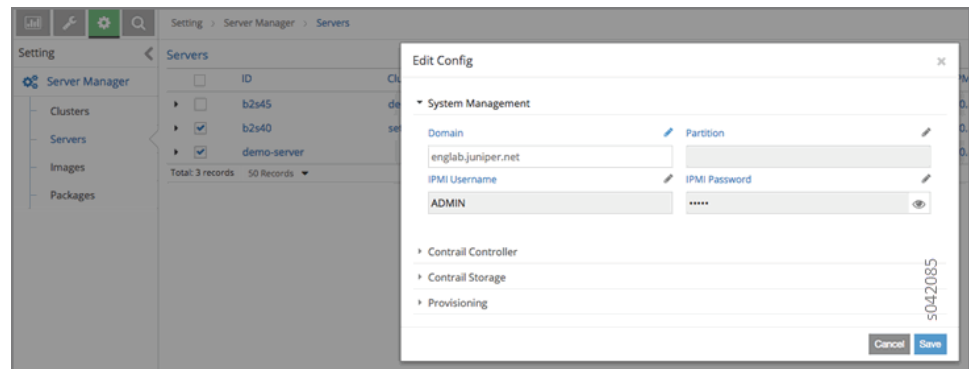 Setting > Server Manager > Servers
Setting
Server Manager
Clusters
Servers
Images
Packages
Servers
ID
b2s45
b2s40
demo-server
Total: 3 records 50 Records
Edit Config
System Management
Domain
Partition
englab.juniper.net
IPMI Username
IPMI Password
ADMIN
•••••
Contrail Controller
Contrail Storage
Provisioning
s042085
Cancel Save